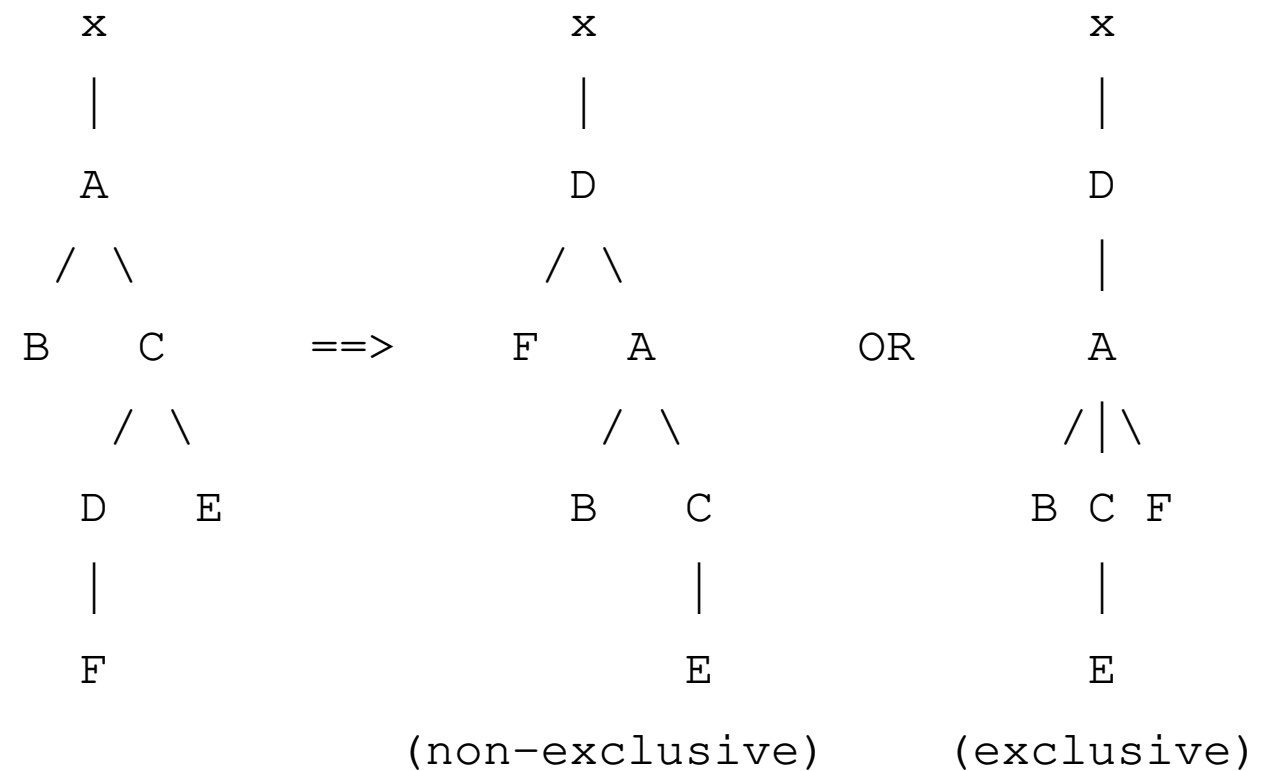 x                x                 x
|                |                 |
A                D                 D
/ \              / \                |
B   C     ==>    F   A      OR      A
/ \              / \             /|\
D   E            B   C           B C F
|                    |             |
F                    E             E
(non-exclusive)    (exclusive)